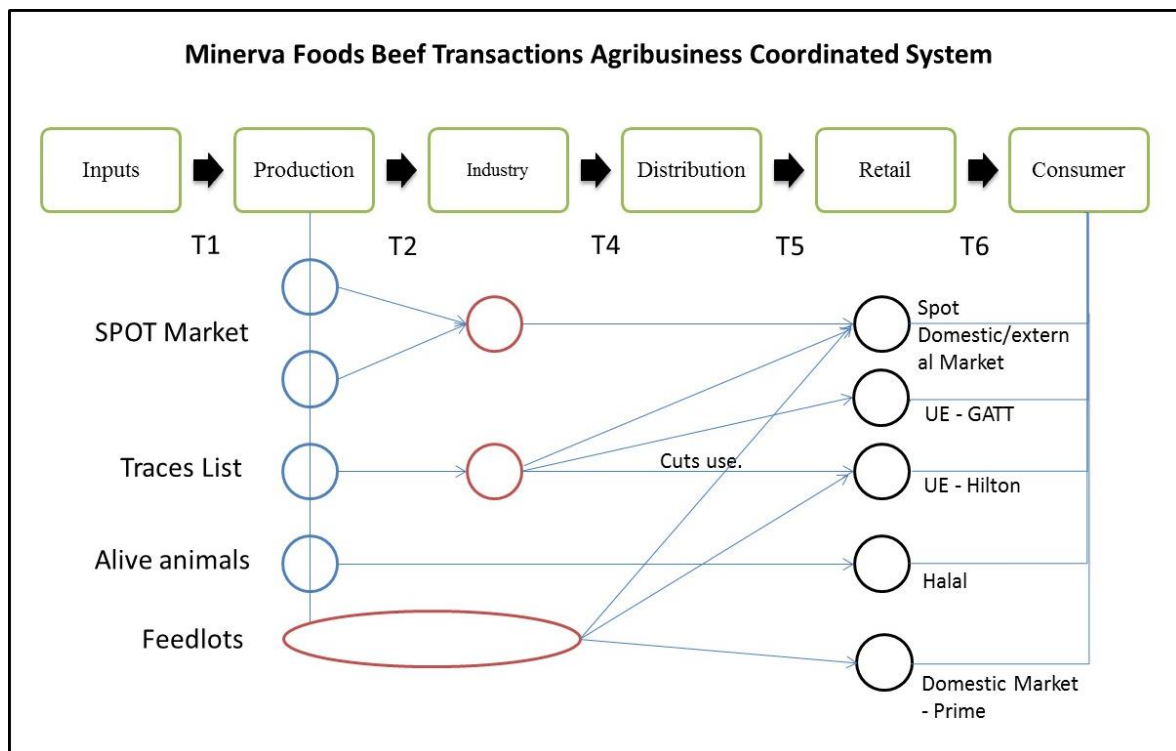 Minerva Foods Beef Transactions Agribusiness Coordinated System
Inputs
Production
Industry
Distribution
Retail
Consumer
T1
T2
T4
T5
T6
SPOT Market
Spot
Domestic/extern
al Market
UE - GATT
Traces List
Cuts use.
UE - Hilton
Alive animals
Halal
Feedlots
Domestic Market
- Prime